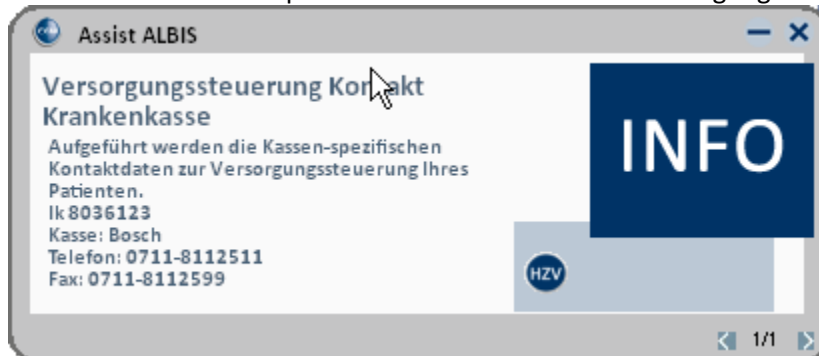 Assist ALBIS
Versorgungssteuerung Kontakt
Krankenkasse
Aufgeführt werden die Kassen-spezifischen
Kontaktdaten zur Versorgungssteuerung Ihres
Patienten.
Ik 8036123
Kasse: Bosch
Telefon: 0711-8112511
Fax: 0711-8112599
INFO
HZV
1/1